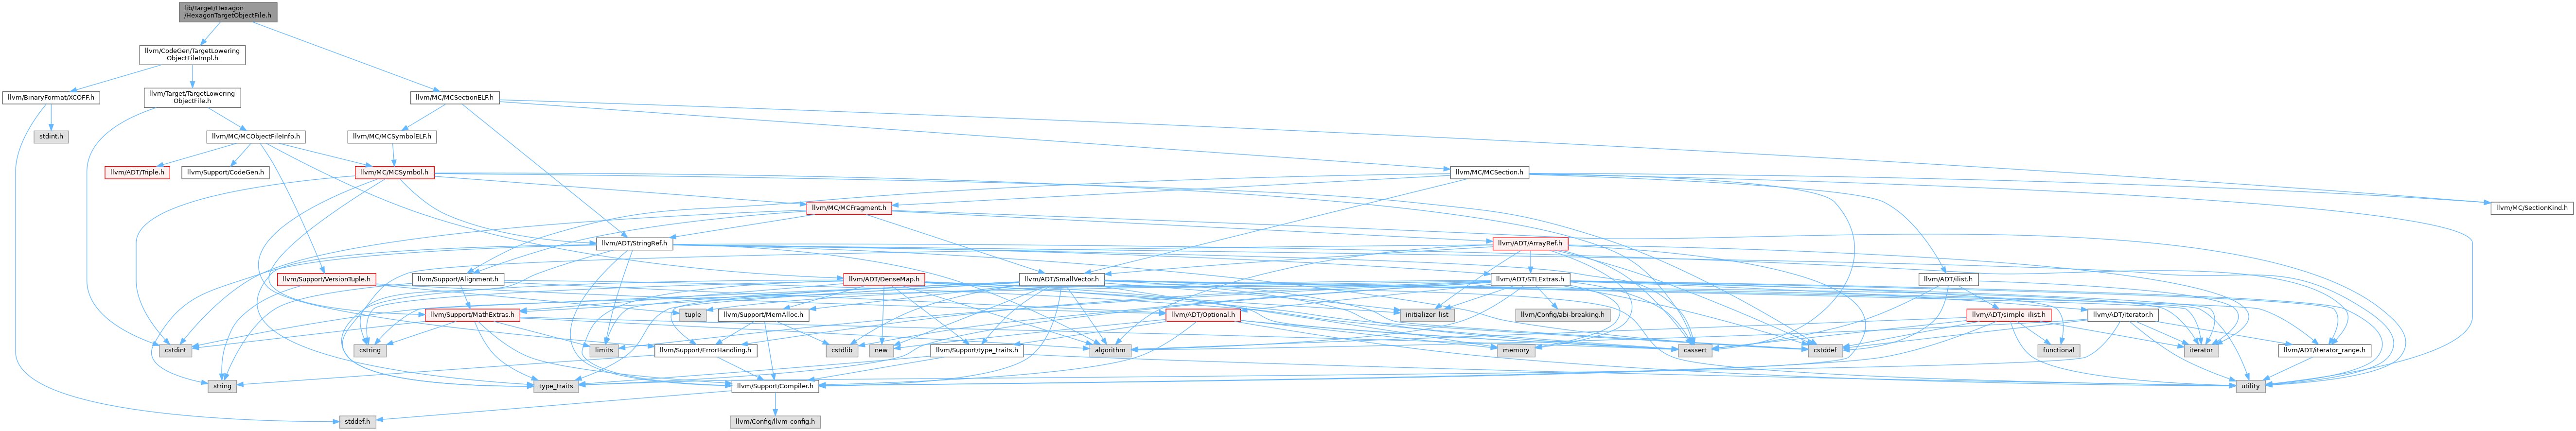 lib/Target/Hexagon
/HexagonTargetObjectFile.h
llvm/CodeGen/TargetLowering
ObjectFileImpl.h
llvm/BinaryFormat/XCOFF.h
llvm/Target/TargetLowering
ObjectFile.h
llvm/MC/MCSectionELF.h
stdint.h
llvm/MC/MCObjectFileInfo.h
llvm/MC/MCSymbolELF.h
llvm/ADT/Triple.h
llvm/Support/CodeGen.h
llvm/MC/MCSymbol.h
llvm/MC/MCSection.h
llvm/MC/MCFragment.h
llvm/MC/SectionKind.h
llvm/ADT/StringRef.h
llvm/ADT/ArrayRef.h
llvm/Support/VersionTuple.h
llvm/Support/Alignment.h
llvm/ADT/DenseMap.h
llvm/ADT/SmallVector.h
llvm/ADT/STLExtras.h
llvm/ADT/ilist.h
llvm/Support/MathExtras.h
tuple
llvm/Support/MemAlloc.h
llvm/ADT/Optional.h
initializer_list
llvm/Config/abi-breaking.h
llvm/ADT/simple_ilist.h
llvm/ADT/iterator.h
cstdint
cstring
limits
llvm/Support/ErrorHandling.h
cstdlib
new
llvm/Support/type_traits.h
algorithm
memory
cassert
cstddef
functional
iterator
llvm/ADT/iterator_range.h
string
type_traits
llvm/Support/Compiler.h
utility
stddef.h
llvm/Config/llvm-config.h